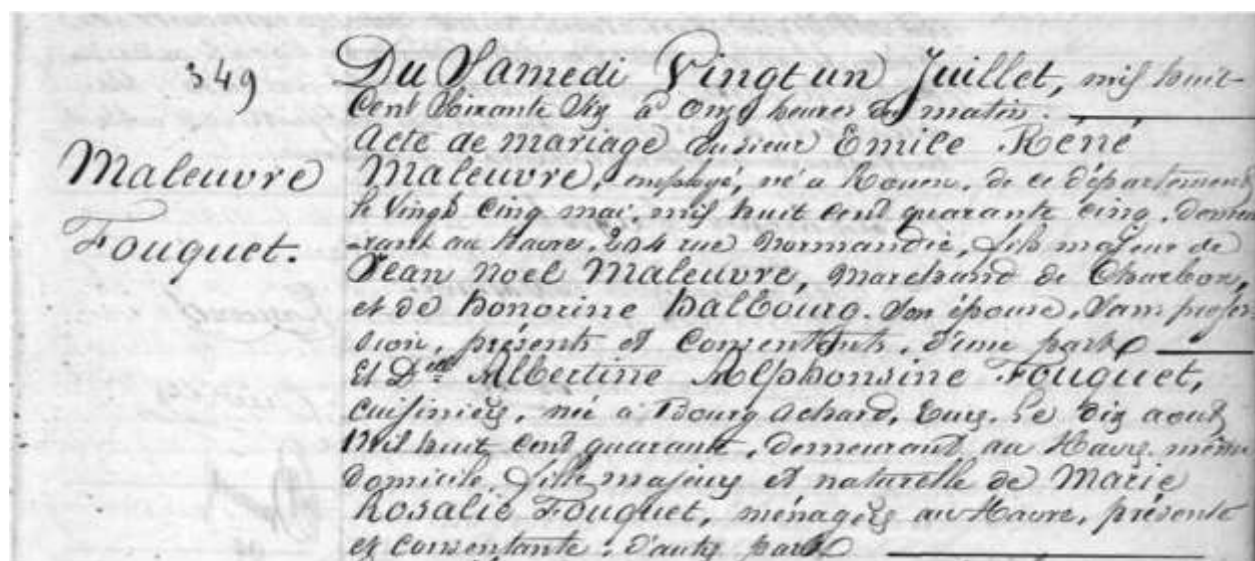 349
Maleuvre
Fouquet.
Du Samedi Vingt un Juillet, mil huit
Cent Soixante Dix à Onze heures du matin.
Acte de mariage du sieur Emile Réné
Maleuvre, employé, né à Rouen, de ce département
le Vingt Cinq mai, mil huit cent quarante cinq, demeu
-rant au havre, 204 rue Normandie, fils majeur de
Jean Noel Maleuvre, Marchand de Charbon,
et de honorine halbourg. Son épouse, Sans profes
sion, présents et Consentants, d'une part
Et Dlle Albertine Alphonsine Fouquet,
cuisinière, née à Bourg Achard, Eure, le dix août
Mil huit Cent quarante, demeurant au Havre même
domicile, fille majeure et naturelle de Marie
Rosalie Fouquet, ménagère au Havre, présente
et consentante, d'autre part